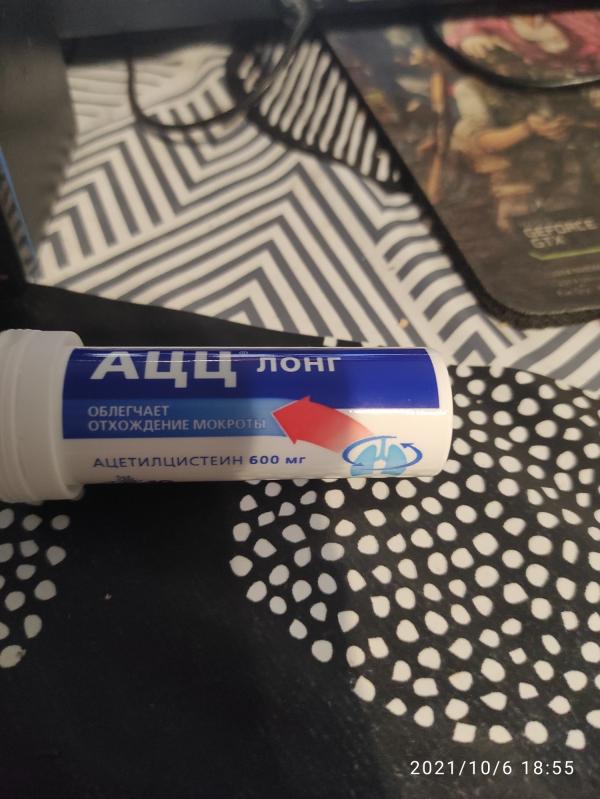 GEFORCE
GTX
АЦЦ® ЛОНГ
ОБЛЕГЧАЕТ
ОТХОЖДЕНИЕ МОКРОТЫ
АЦЕТИЛЦИСТЕИН 600 мг
2021/10/6 18:55